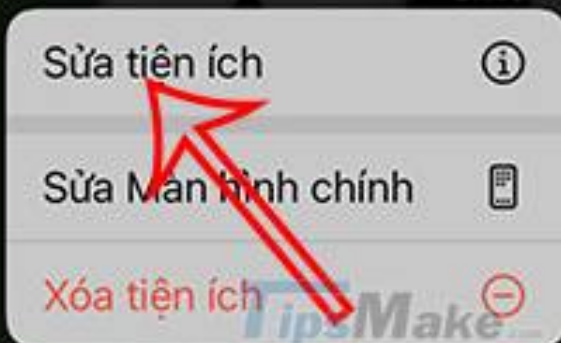 Sửa tiện ích
Sửa Màn hình chính
Xóa tiện ích
TipsMake